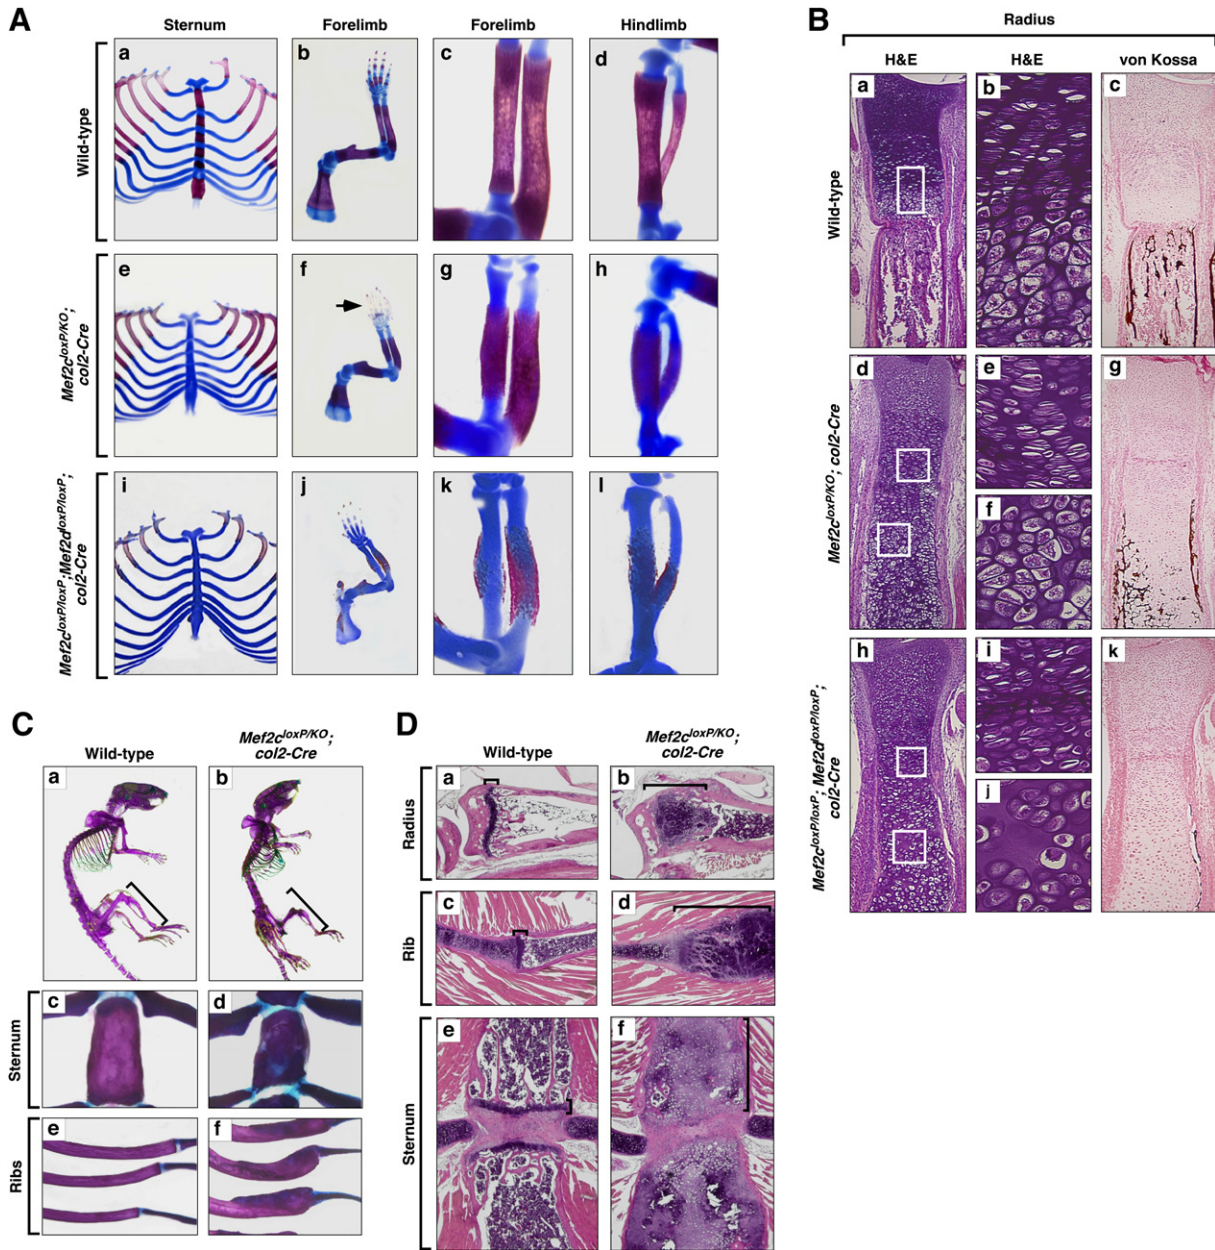 A
Sternum
Forelimb
Forelimb
Hindlimb
Wild-type
a
b
c
d
Mef2c^loxP/KO;
col2-Cre
e
f
g
h
Mef2c^loxP/loxP;Mef2d^loxP/loxP;
col2-Cre
i
j
k
l
B
Radius
H&E
H&E
von Kossa
Wild-type
a
b
c
Mef2c^loxP/KO; col2-Cre
d
e
f
g
Mef2c^loxP/loxP; Mef2d^loxP/loxP;
col2-Cre
h
i
j
k
C
Wild-type
Mef2c^loxP/KO;
col2-Cre
a
b
Sternum
c
d
Ribs
e
f
D
Wild-type
Mef2c^loxP/KO;
col2-Cre
Radius
a
b
Rib
c
d
Sternum
e
f